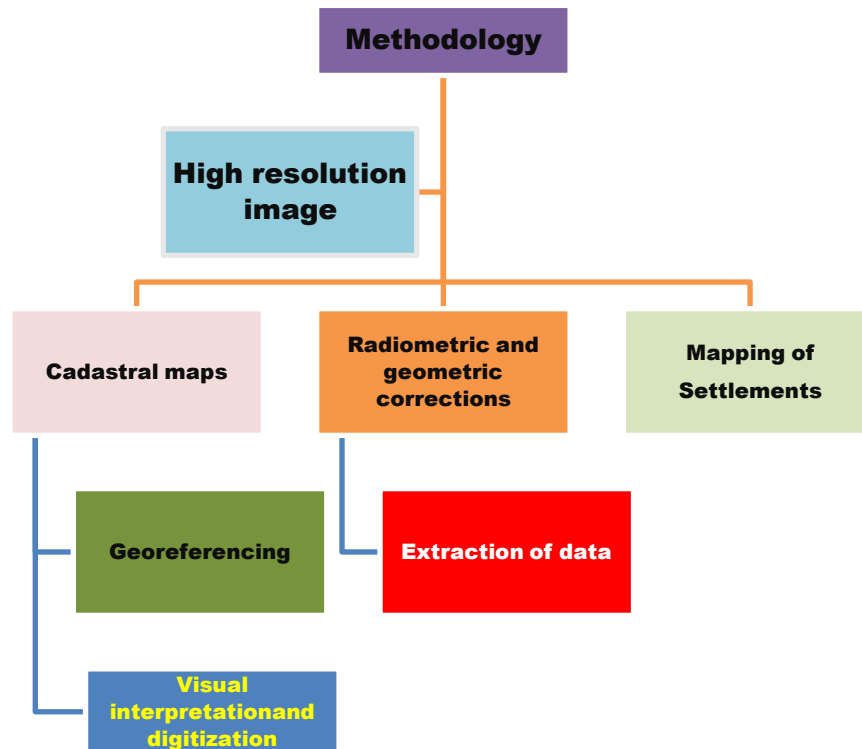 Methodology
High resolution
image
Cadastral maps
Radiometric and
geometric
corrections
Mapping of
Settlements
Georeferencing
Extraction of data
Visual
interpretationand
digitization